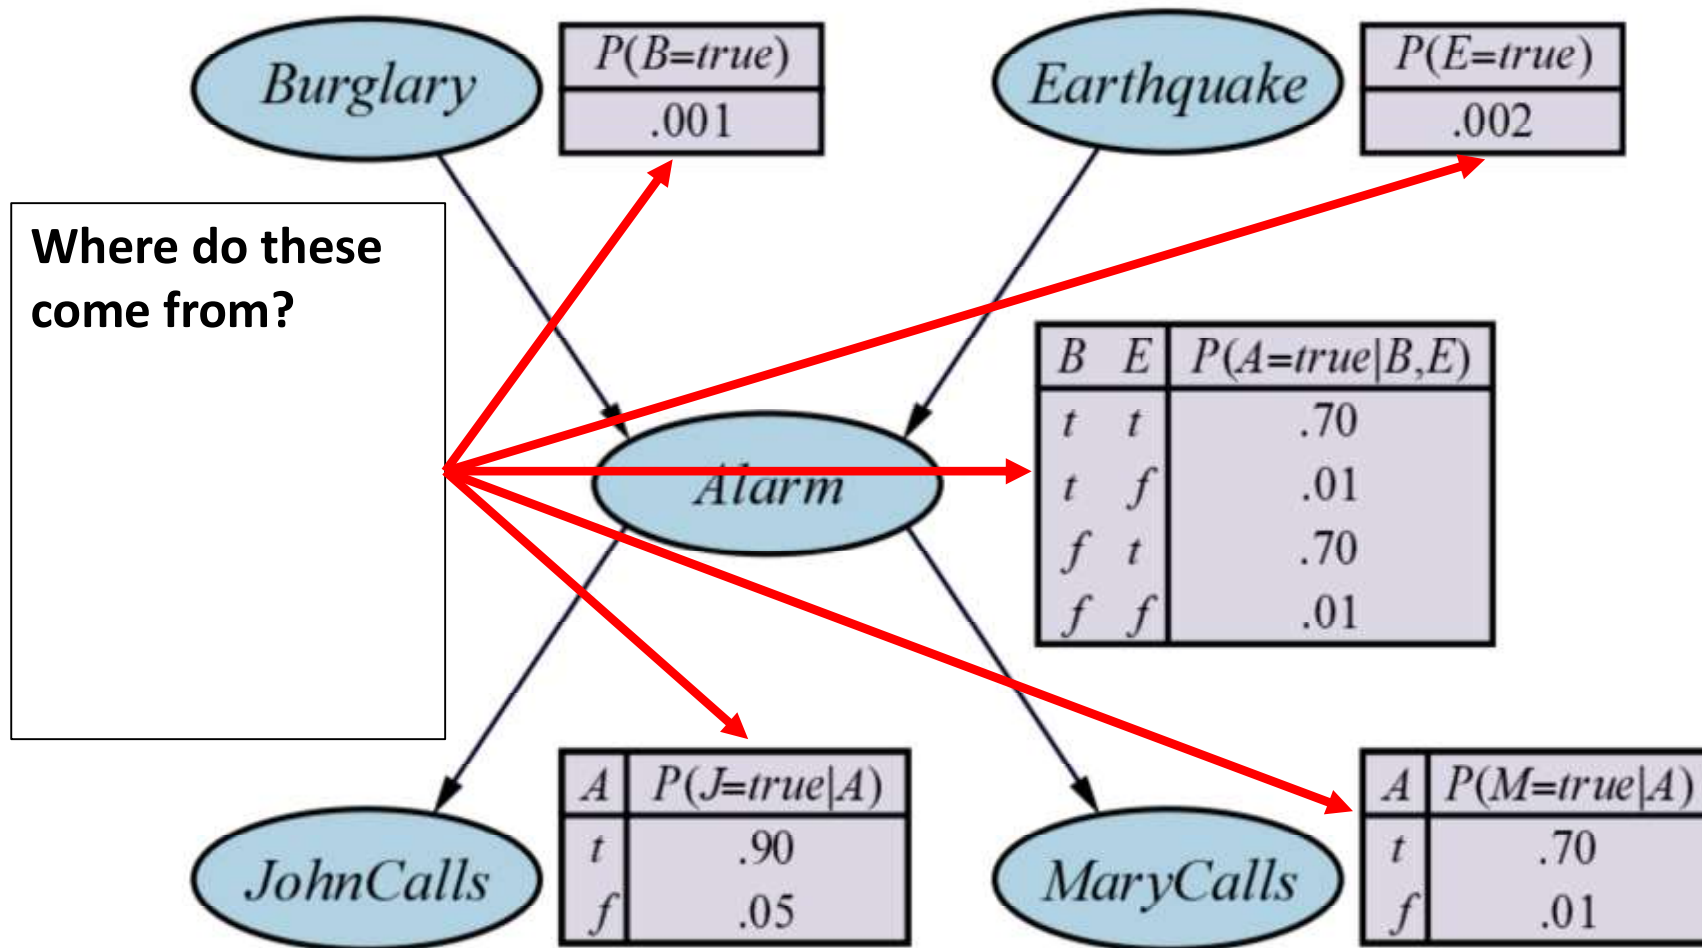 Burglary
P(B=true)
.001
Earthquake
P(E=true)
.002
Where do these
come from?
Alarm
B E P(A=true|B,E)
t t .70
t f .01
f t .70
f f .01
JohnCalls
A P(J=true|A)
t .90
f .05
MaryCalls
A P(M=true|A)
t .70
f .01